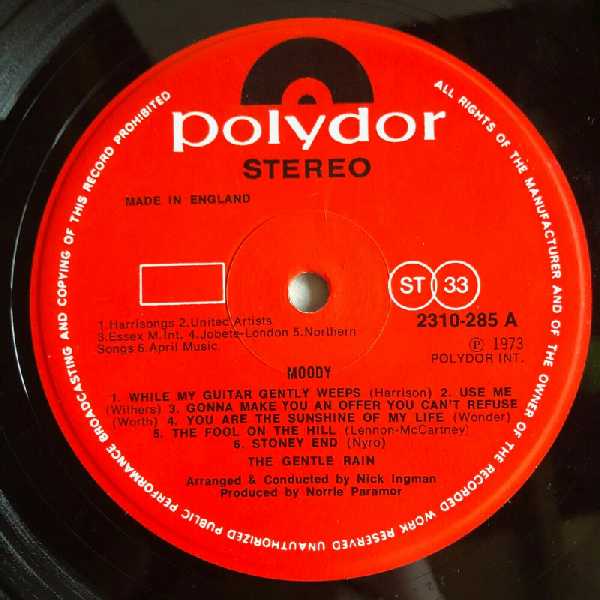 polydor
STEREO
MADE IN ENGLAND
ST 33
1.Harrisongs 2.United Artists
3.Essex M.Int. 4.Jobete-London 5.Northern
Songs 6.April Music.
2310-285 A
℗ 1973
POLYDOR INT.
MOODY
1. WHILE MY GUITAR GENTLY WEEPS (Harrison) 2. USE ME
(Withers) 3. GONNA MAKE YOU AN OFFER YOU CAN'T REFUSE
(Worth) 4. YOU ARE THE SUNSHINE OF MY LIFE (Wonder)
5. THE FOOL ON THE HILL (Lennon-McCartney)
6. STONEY END (Nyro)
THE GENTLE RAIN
Arranged & Conducted by Nick Ingman
Produced by Norrie Paramor
ALL RIGHTS OF THE MANUFACTURER AND OF THE OWNER OF THE RECORDED WORK RESERVED UNAUTHORIZED PUBLIC PERFORMANCE BROADCASTING AND COPYING OF THIS RECORD PROHIBITED